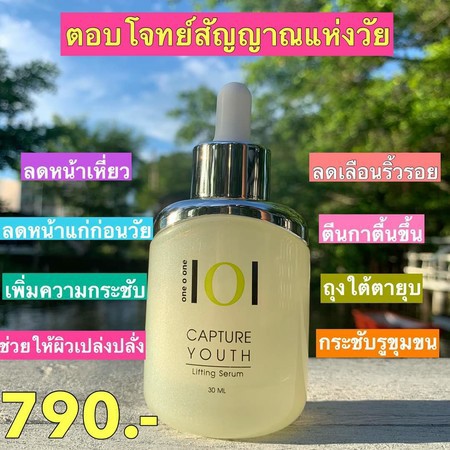 ตอบโจทย์สัญญาณแห่งวัย
ลดหน้าเหี่ยว
ลดเลือนริ้วรอย
ลดหน้าแก่ก่อนวัย
ตีนกาตื้นขึ้น
เพิ่มความกระชับ
ถุงใต้ตายุบ
ช่วยให้ผิวเปล่งปลั่ง
กระชับรูขุมขน
one o one
101
CAPTURE
YOUTH
Lifting Serum
30 ML
790.-